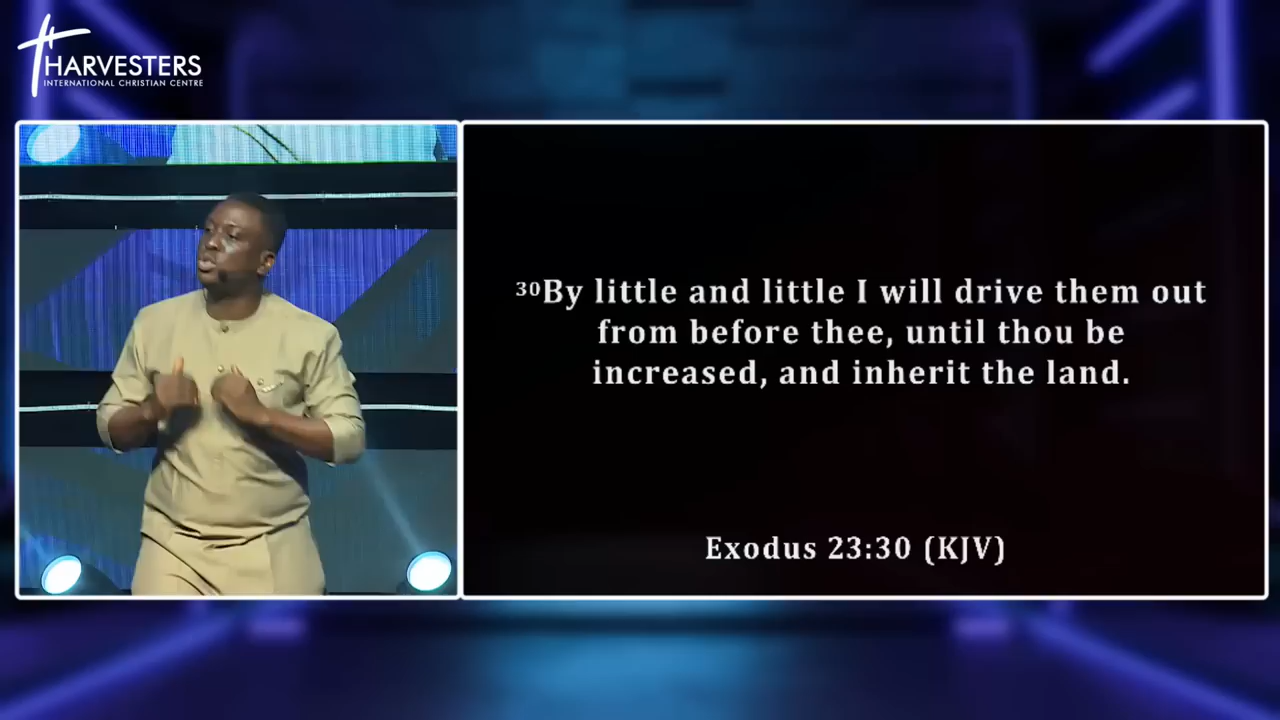 HARVESTERS
INTERNATIONAL CHRISTIAN CENTRE
³⁰By little and little I will drive them out
from before thee, until thou be
increased, and inherit the land.
Exodus 23:30 (KJV)